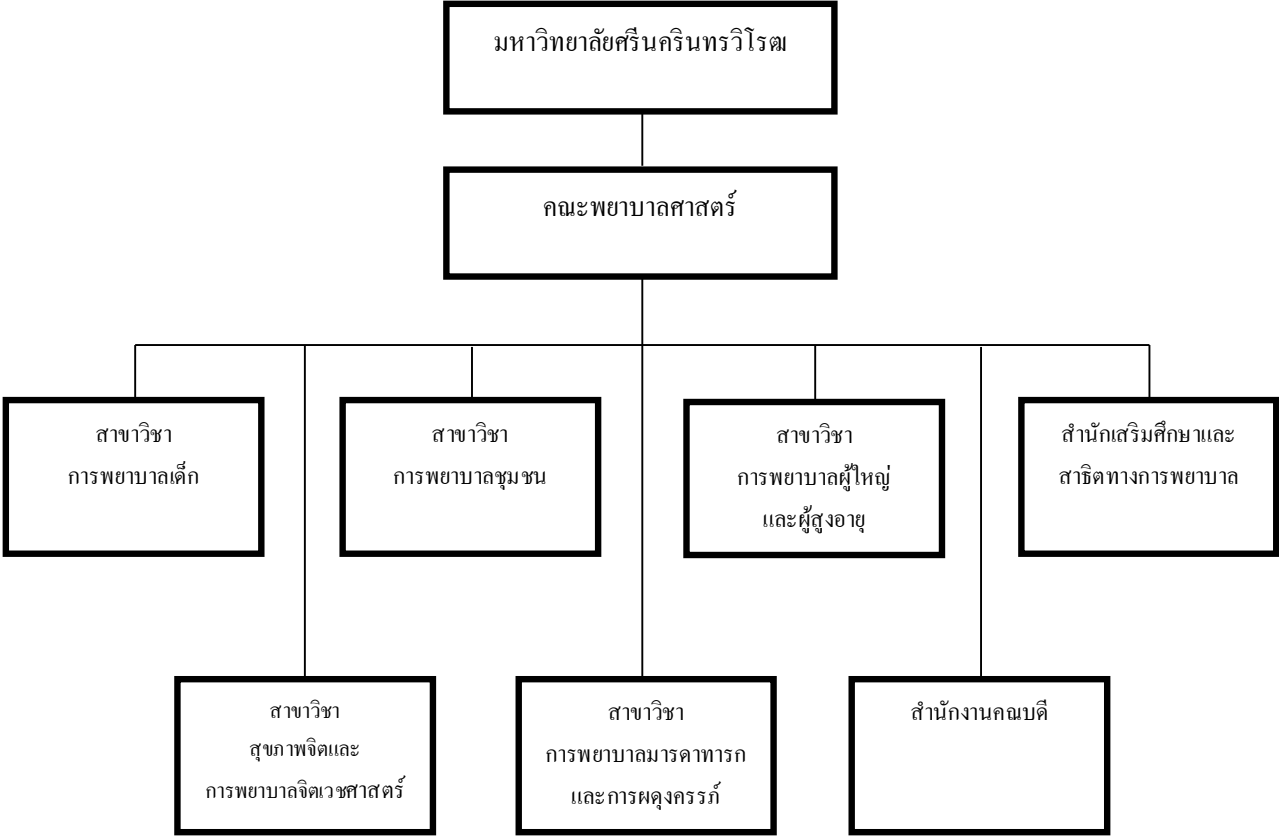 มหาวิทยาลัยศรีนครินทรวิโรฒ
คณะพยาบาลศาสตร์
สาขาวิชา
การพยาบาลเด็ก
สาขาวิชา
การพยาบาลชุมชน
สาขาวิชา
การพยาบาลผู้ใหญ่
และผู้สูงอายุ
สำนักเสริมศึกษาและ
สาธิตทางการพยาบาล
สาขาวิชา
สุขภาพจิตและ
การพยาบาลจิตเวชศาสตร์
สาขาวิชา
การพยาบาลมารดาทารก
และการผดุงครรภ์
สำนักงานคณบดี